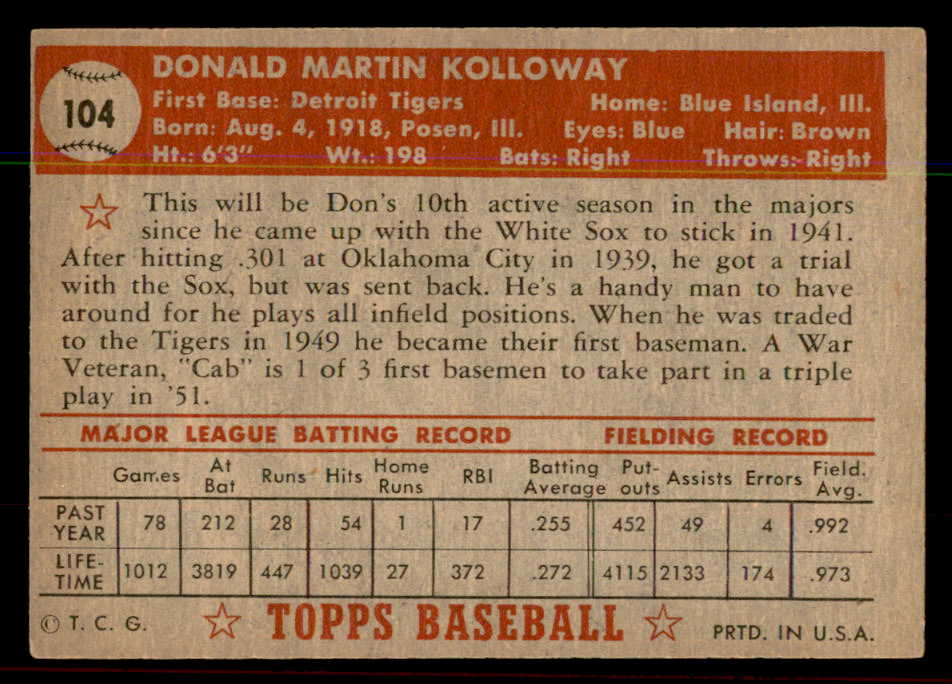 104
DONALD MARTIN KOLLOWAY
First Base: Detroit Tigers Home: Blue Island, Ill.
Born: Aug. 4, 1918, Posen, Ill. Eyes: Blue Hair: Brown
Ht.: 6'3" Wt.: 198 Bats: Right Throws: Right
This will be Don's 10th active season in the majors
since he came up with the White Sox to stick in 1941.
After hitting .301 at Oklahoma City in 1939, he got a trial
with the Sox, but was sent back. He's a handy man to have
around for he plays all infield positions. When he was traded
to the Tigers in 1949 he became their first baseman. A War
Veteran, "Cab" is 1 of 3 first basemen to take part in a triple
play in '51.
MAJOR LEAGUE BATTING RECORD FIELDING RECORD
Games At Bat Runs Hits Home Runs RBI Batting Average Put-outs Assists Errors Field. Avg.
PAST YEAR 78 212 28 54 1 17 .255 452 49 4 .992
LIFE-TIME 1012 3819 447 1039 27 372 .272 4115 2133 174 .973
© T. C. G. TOPPS BASEBALL PRTD. IN U.S.A.